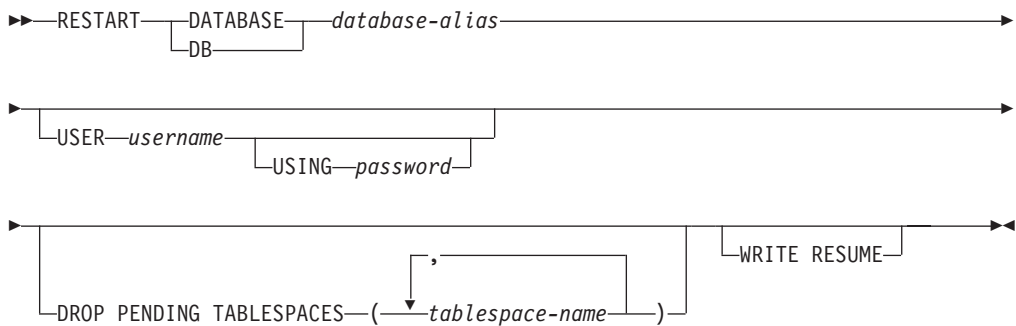 RESTART DATABASE database-alias
DB
USER username
USING password
WRITE RESUME
,
DROP PENDING TABLESPACES ( tablespace-name )